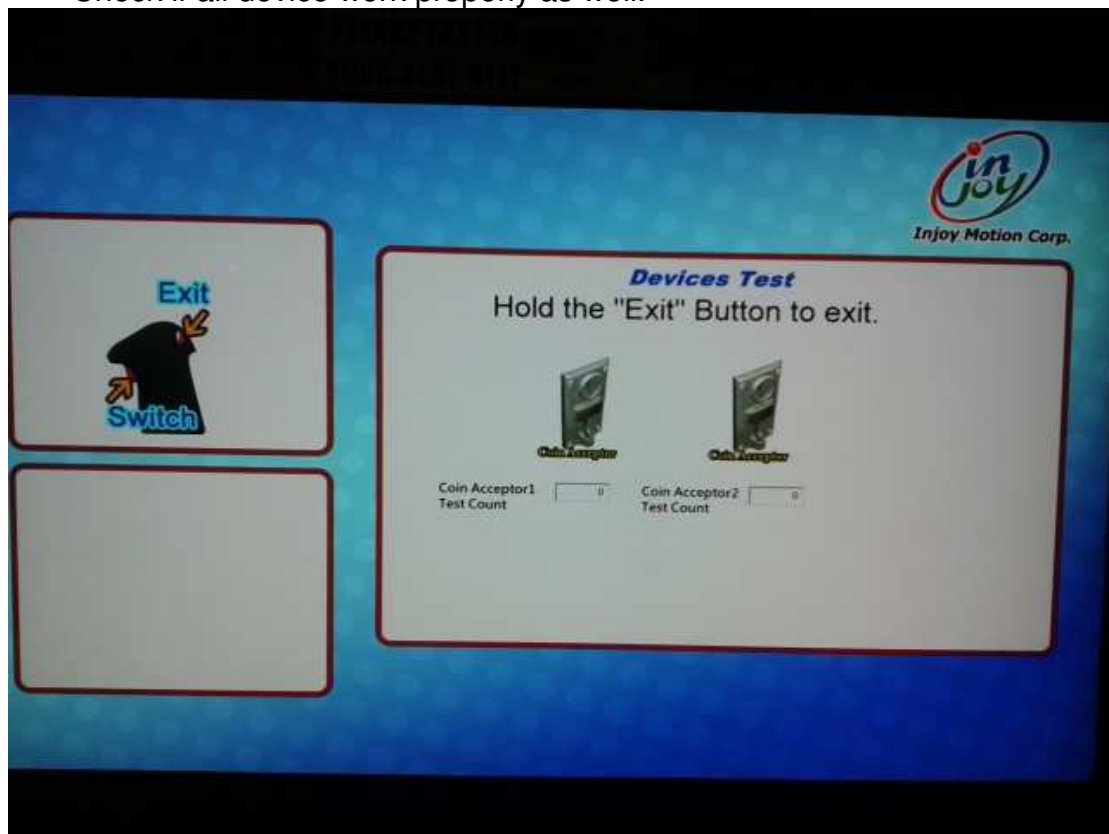 Check if all device work properly as well.
in
joy
Injoy Motion Corp.
Exit
Switch
Devices Test
Hold the "Exit" Button to exit.
Coin Acceptor
Coin Acceptor
Coin Acceptor1
Test Count
0
Coin Acceptor2
Test Count
0